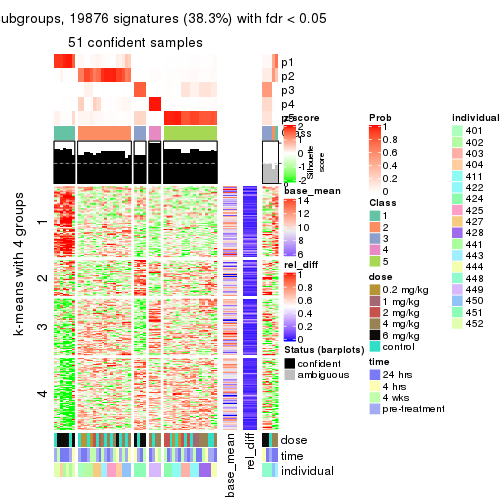 ubgroups, 19876 signatures (38.3%) with fdr < 0.05
51 confident samples
p1
p2
p3
p4
p5
Silhouette
score
k-means with 4 groups
1
2
3
4
dose
time
individual
base_mean
rel_diff
z-score
2
1
0
-1
-2
Class
base_mean
14
12
10
8
6
rel_diff
1
0.8
0.6
0.4
0.2
0
Status (barplots)
confident
ambiguous
Prob
1
0.8
0.6
0.4
0.2
0
Class
1
2
3
4
5
dose
0.2 mg/kg
1 mg/kg
2 mg/kg
4 mg/kg
6 mg/kg
control
time
24 hrs
4 hrs
4 wks
pre-treatment
individual
401
402
403
404
411
422
424
425
427
428
441
443
444
448
449
450
451
452